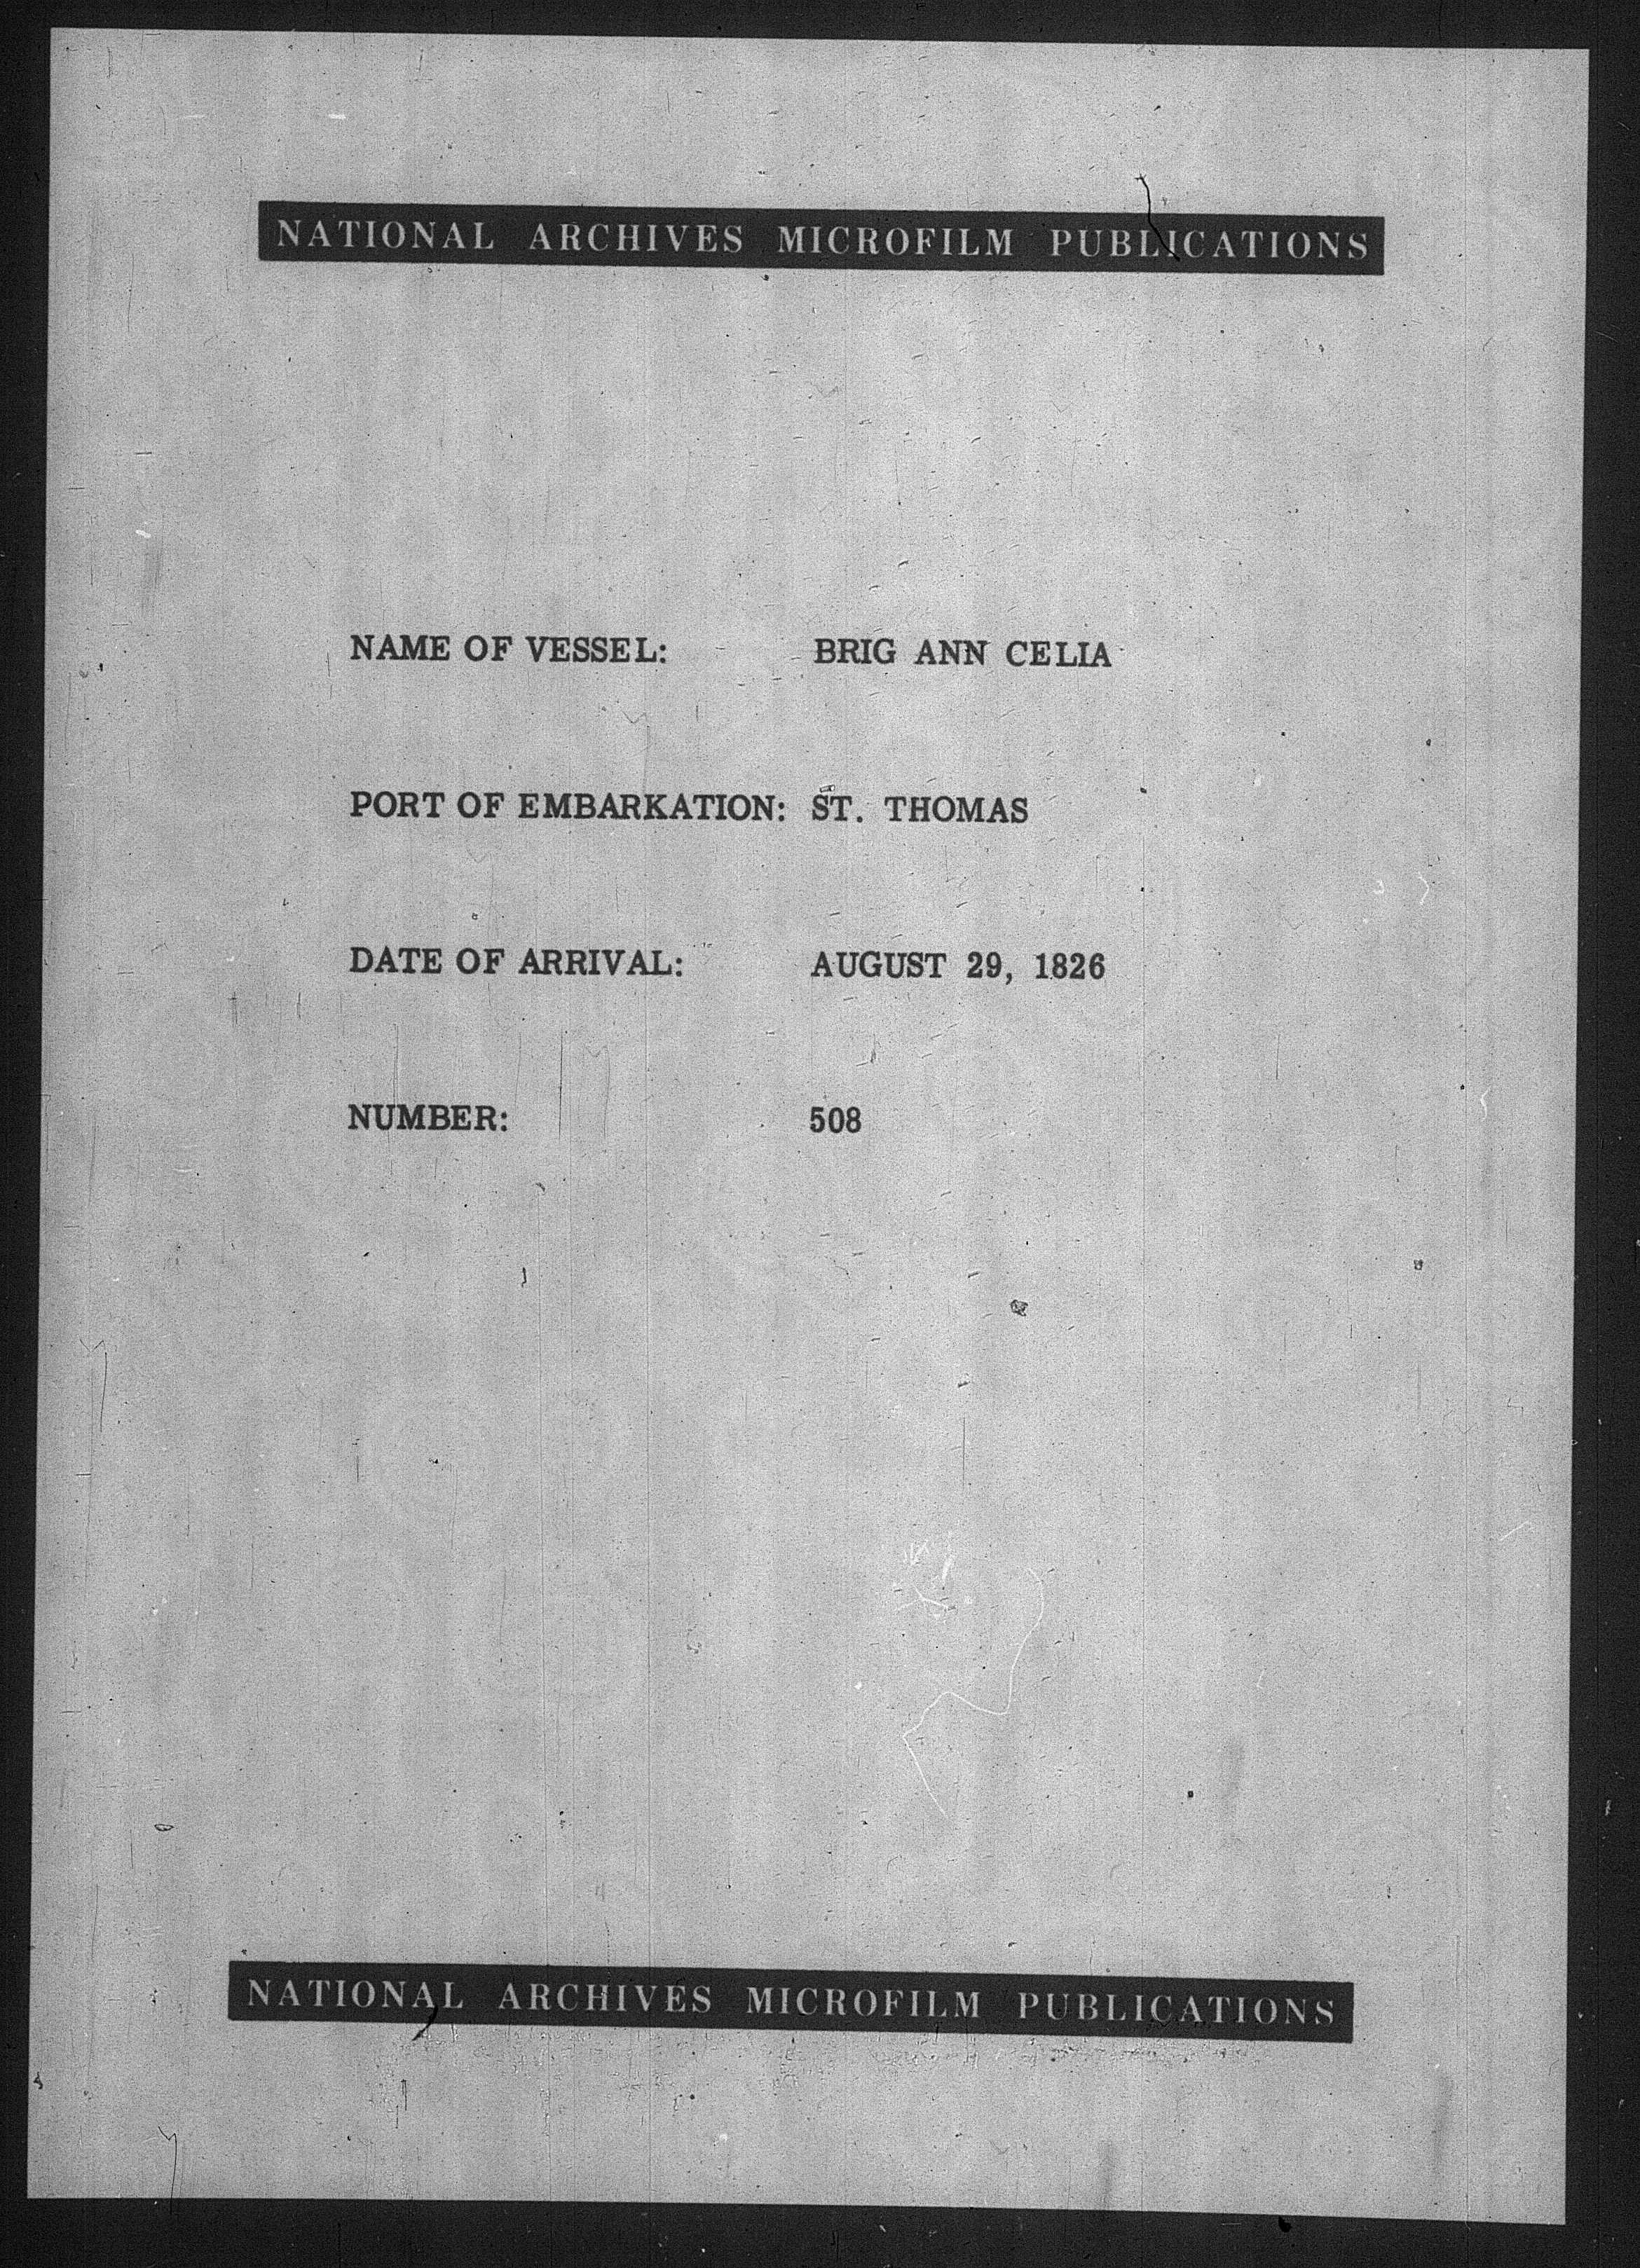 NATIONAL ARCHIVES MICROFILM PUBLICATIONS
NAME OF VESSEL: BRIG ANN CELIA
PORT OF EMBARKATION: ST. THOMAS
DATE OF ARRIVAL: AUGUST 29, 1826
NUMBER: 508
NATIONAL ARCHIVES MICROFILM PUBLICATIONS